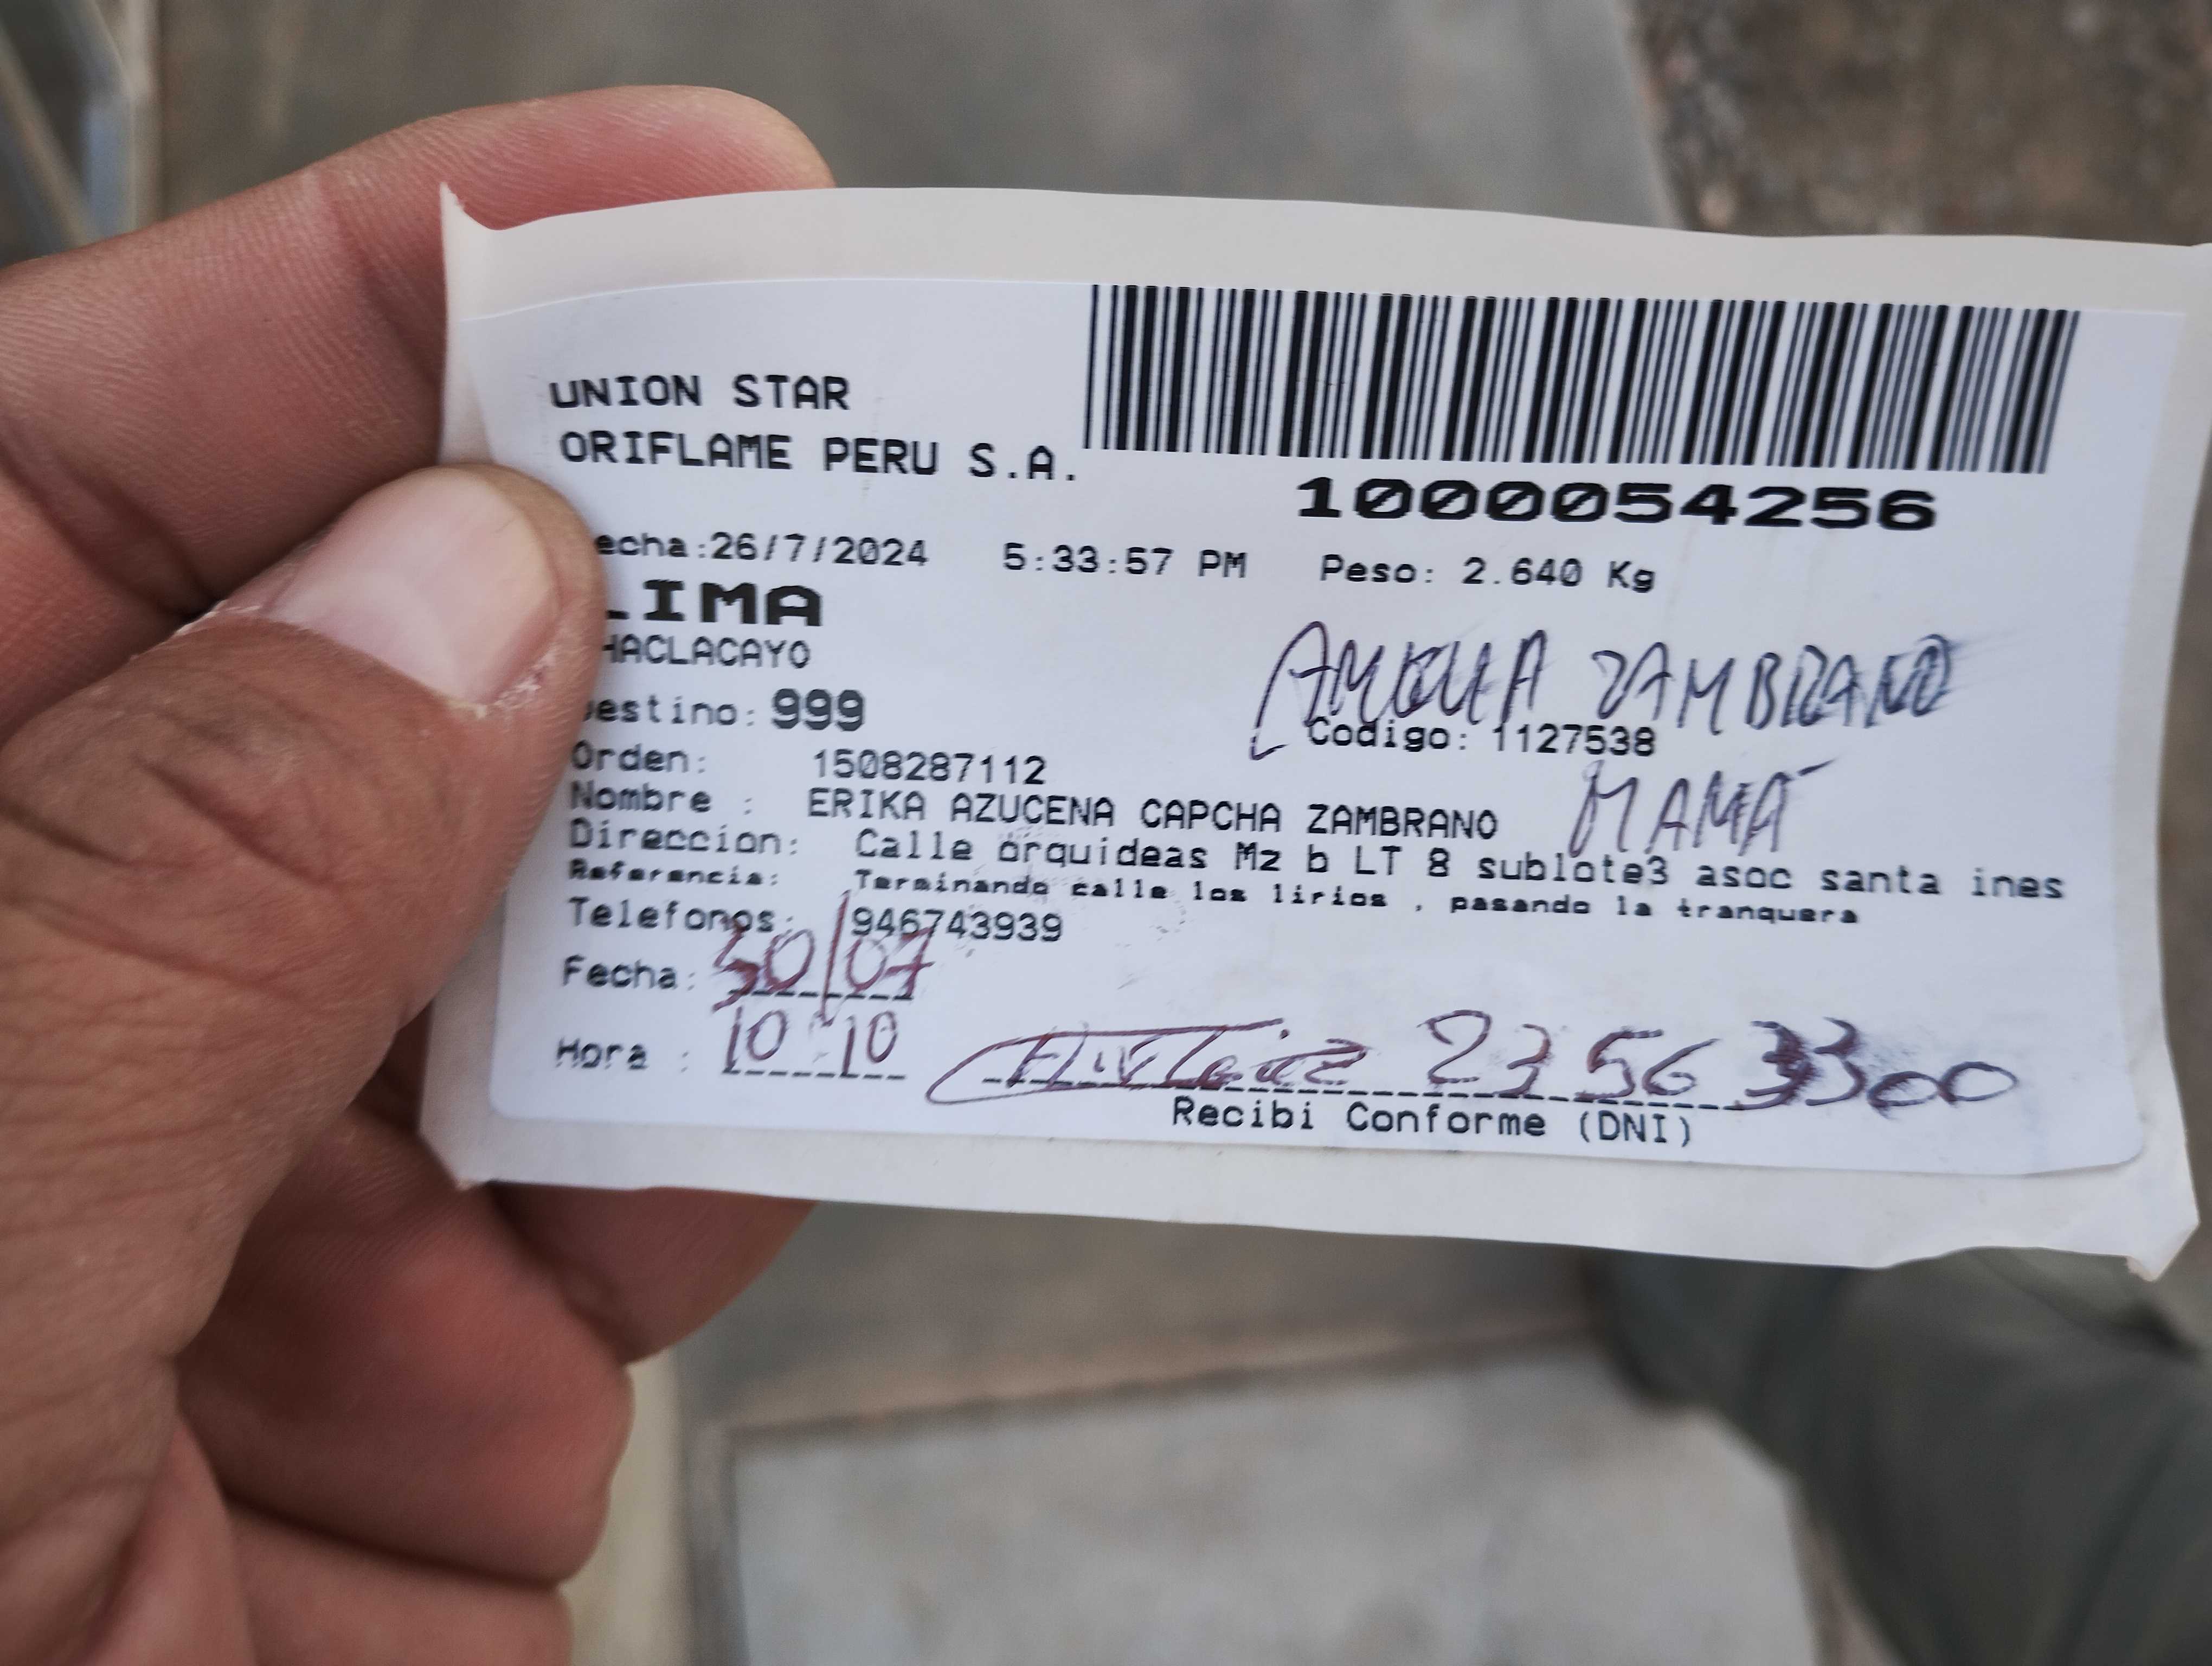 UNION STAR
ORIFLAME PERU S.A.
1000054256
echa:26/7/2024 5:33:57 PM Peso: 2.640 Kg
LIMA
HACLACAYO
ZAMBRANO
estino: 999
Codigo: 1127538
Orden: 1508287112
MAMÁ
Nombre : ERIKA AZUCENA CAPCHA ZAMBRANO
Direccion: Calle orquideas Mz b LT 8 sublote3 asoc santa ines
Referencia: Terminando calle los lirios , pasando la tranquera
Telefonos: 946743939
Fecha: 30/07
Hora : 10:10
23563300
Recibi Conforme (DNI)